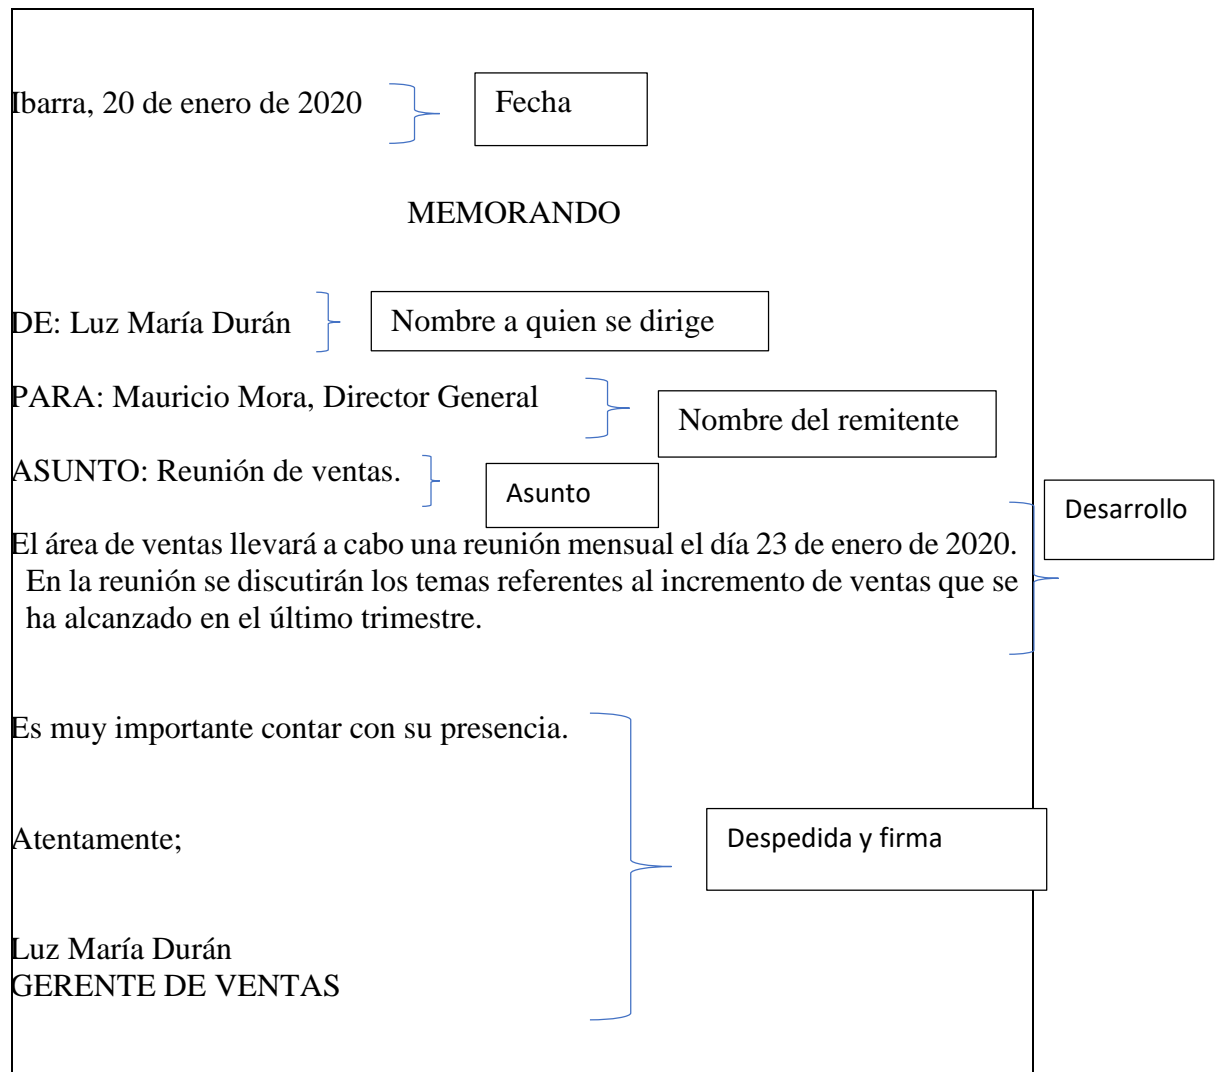 Ibarra, 20 de enero de 2020
Fecha
MEMORANDO
DE: Luz María Durán
Nombre a quien se dirige
PARA: Mauricio Mora, Director General
Nombre del remitente
ASUNTO: Reunión de ventas.
Asunto
Desarrollo
El área de ventas llevará a cabo una reunión mensual el día 23 de enero de 2020.
En la reunión se discutirán los temas referentes al incremento de ventas que se
ha alcanzado en el último trimestre.
Es muy importante contar con su presencia.
Atentamente;
Despedida y firma
Luz María Durán
GERENTE DE VENTAS